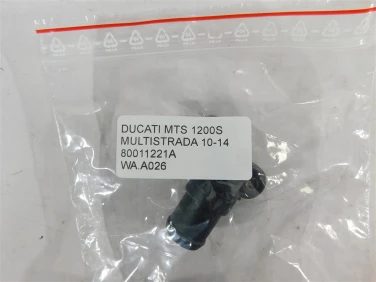 DUCATI MTS 1200S
MULTISTRADA 10-14
80011221A
WA.A026